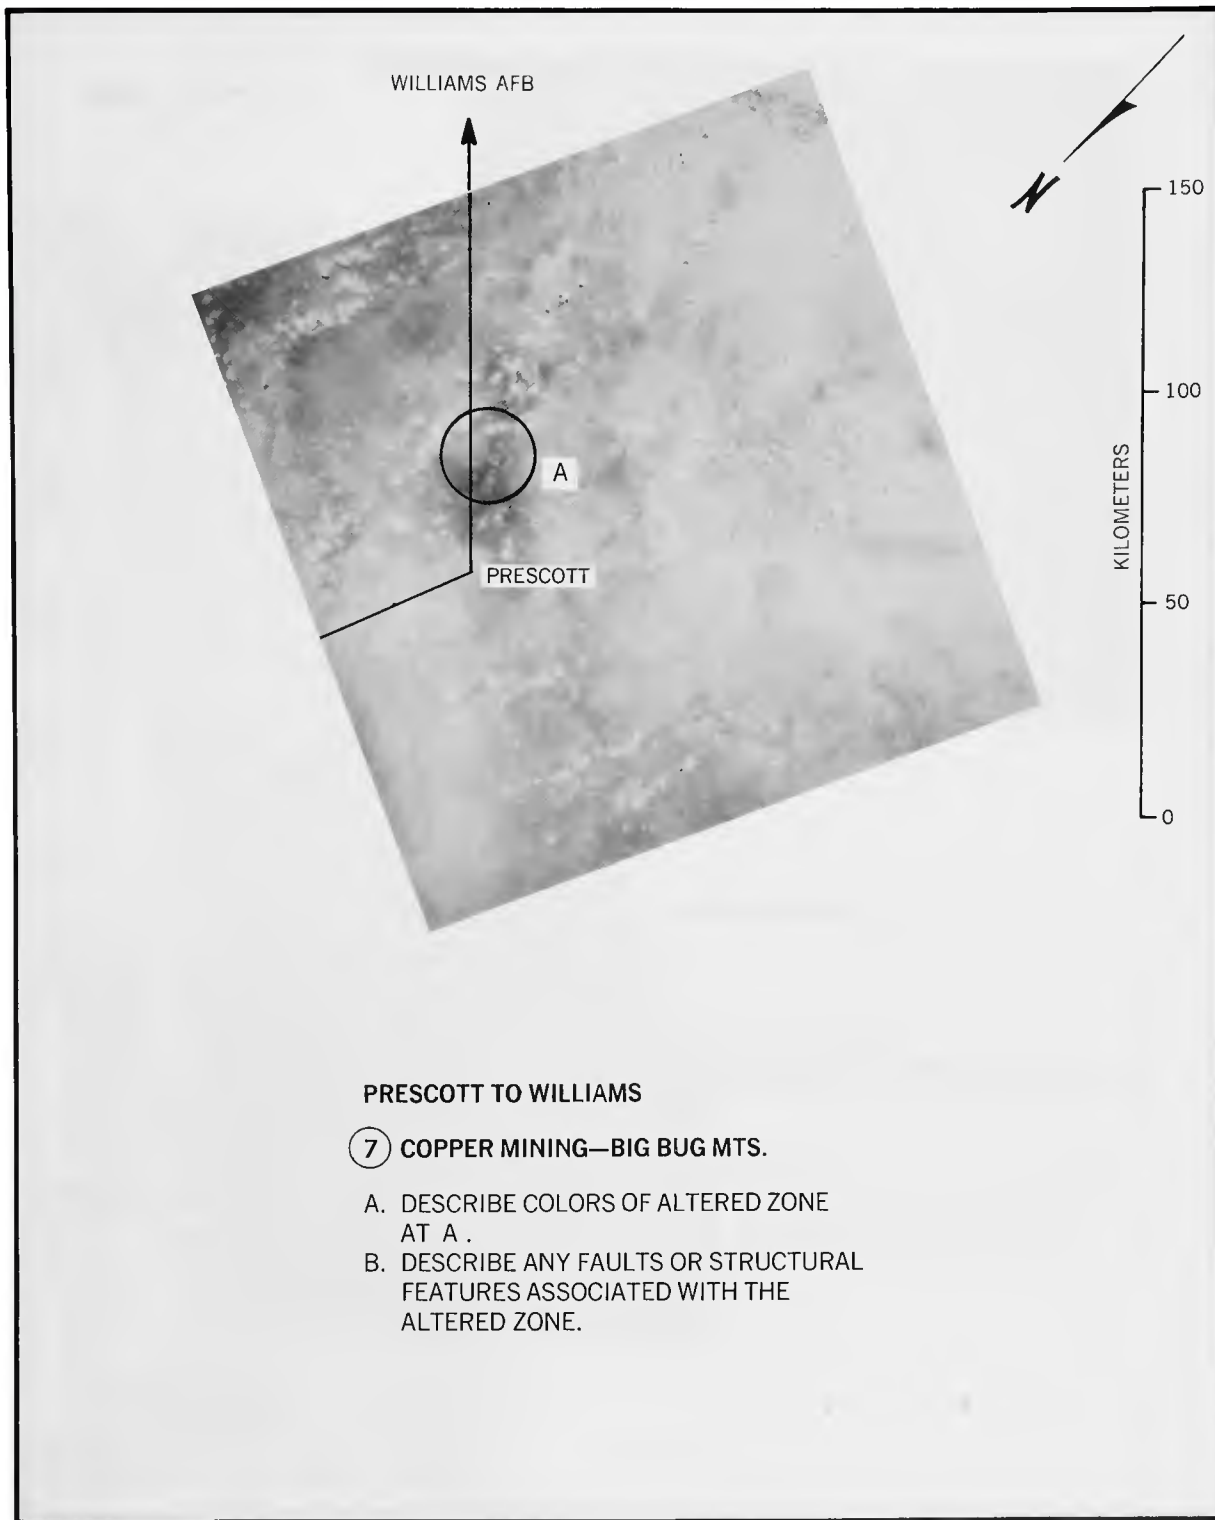 WILLIAMS AFB
N
150
100
KILOMETERS
50
0
A
PRESCOTT
PRESCOTT TO WILLIAMS
7 COPPER MINING—BIG BUG MTS.
A. DESCRIBE COLORS OF ALTERED ZONE
AT A.
B. DESCRIBE ANY FAULTS OR STRUCTURAL
FEATURES ASSOCIATED WITH THE
ALTERED ZONE.